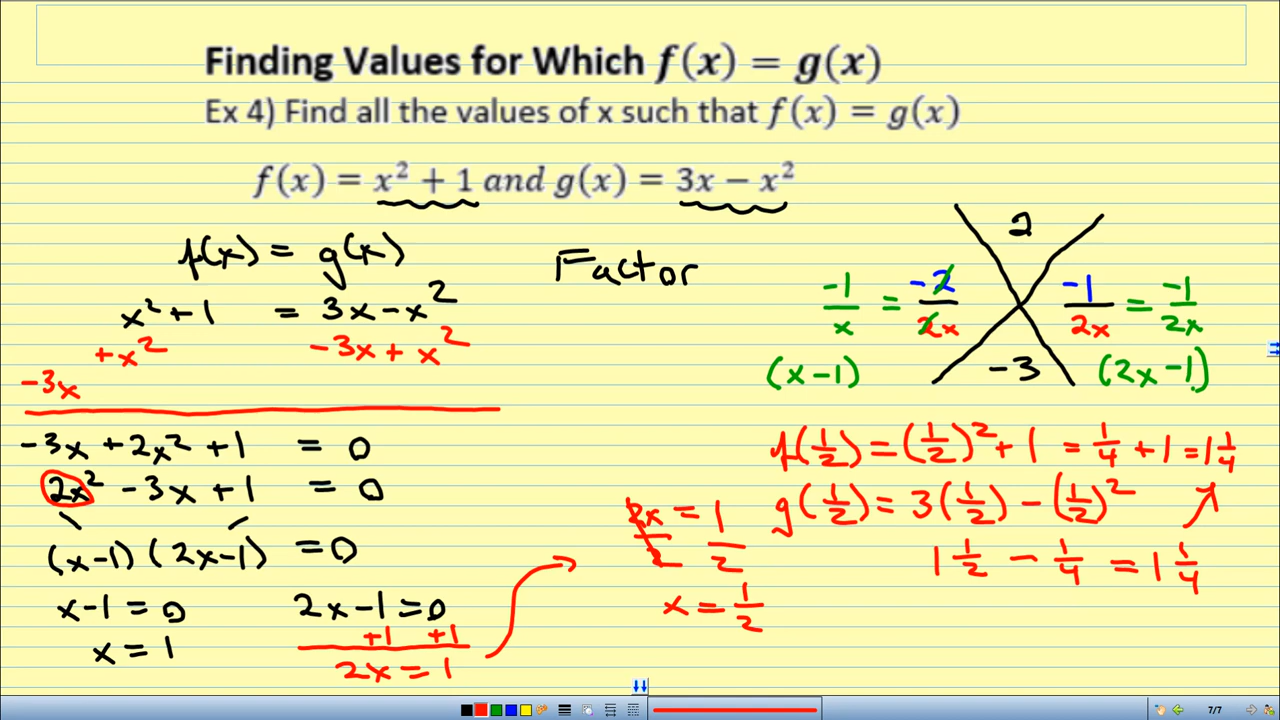 Finding Values for Which f(x) = g(x)
Ex 4) Find all the values of x such that f(x) = g(x)
f(x) = x² + 1 and g(x) = 3x − x²
f(x) = g(x)
x² + 1 = 3x − x²
+x² −3x + x²
−3x
−3x + 2x² + 1 = 0
2x² − 3x + 1 = 0
(x−1)(2x−1) = 0
x−1 = 0 2x−1 = 0
+1 +1
x = 1 2x = 1
Factor
2
−1/x = −2/2x −1/2x = −1/2x
(x−1) −3 (2x−1)
f(1/2) = (1/2)² + 1 = 1/4 + 1 = 1 1/4
g(1/2) = 3(1/2) − (1/2)²
1 1/2 − 1/4 = 1 1/4
2x/2 = 1/2
x = 1/2
7/7